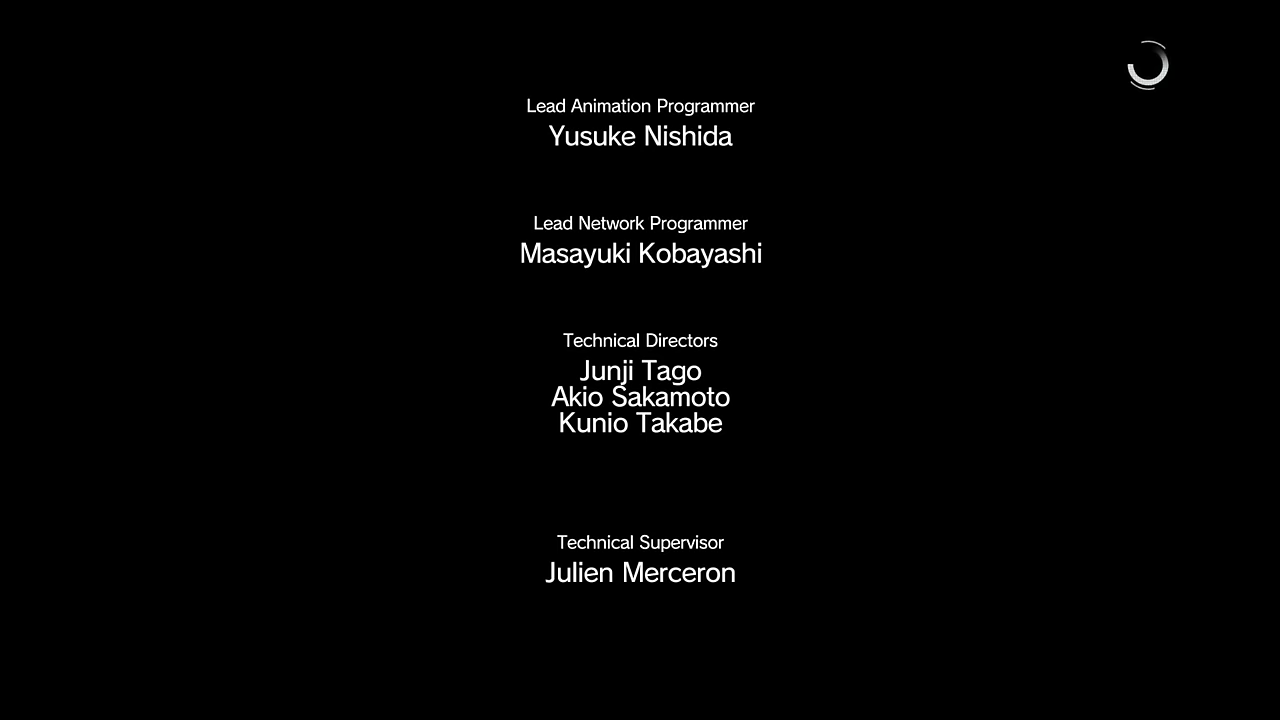 Lead Animation Programmer
Yusuke Nishida
Lead Network Programmer
Masayuki Kobayashi
Technical Directors
Junji Tago
Akio Sakamoto
Kunio Takabe
Technical Supervisor
Julien Merceron